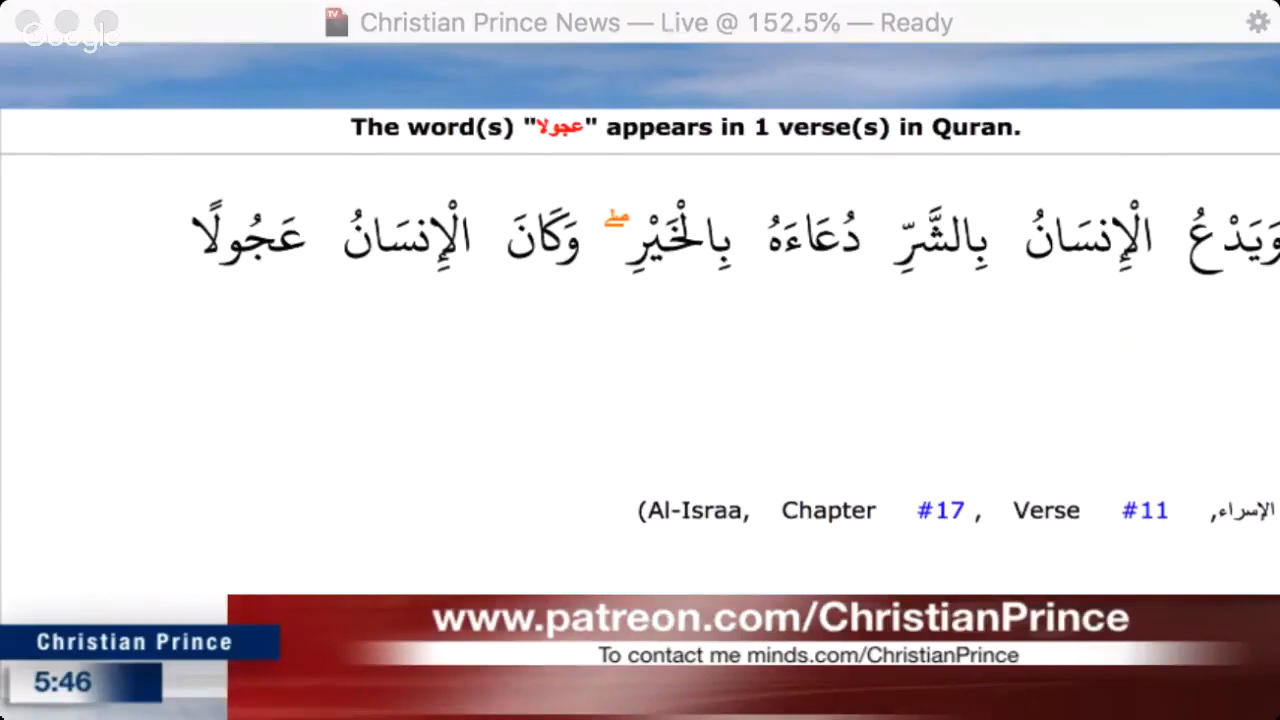 Christian Prince News — Live @ 152.5% — Ready
Google
The word(s) "عجولا" appears in 1 verse(s) in Quran.
وَيَدْعُ الْإِنسَانُ بِالشَّرِّ دُعَاءَهُ بِالْخَيْرِ ۖ وَكَانَ الْإِنسَانُ عَجُولًا
(Al-Israa, Chapter #17, Verse #11 الإسراء,
www.patreon.com/ChristianPrince
Christian Prince
To contact me minds.com/ChristianPrince
5:46